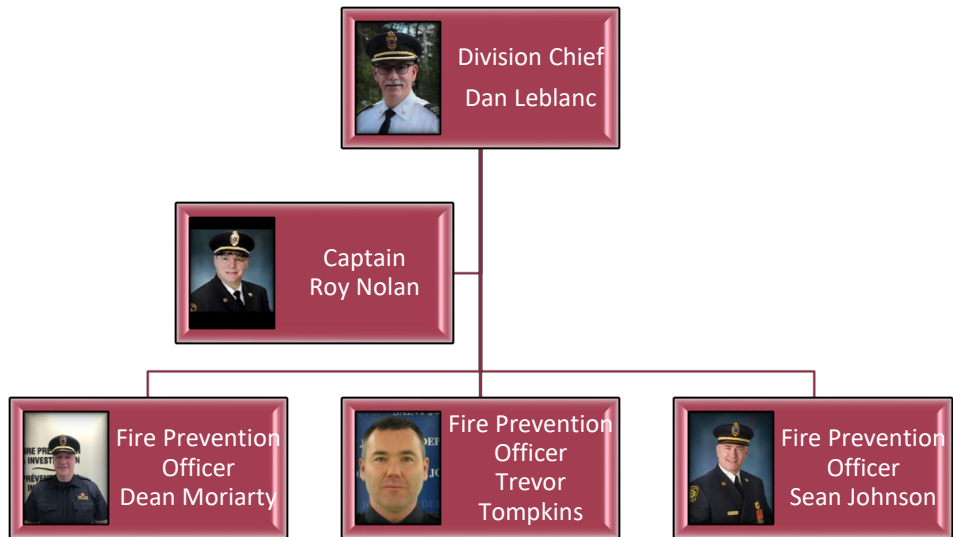 Division Chief
Dan Leblanc
Captain
Roy Nolan
Fire Prevention
Officer
Dean Moriarty
Fire Prevention
Officer
Trevor
Tompkins
Fire Prevention
Officer
Sean Johnson